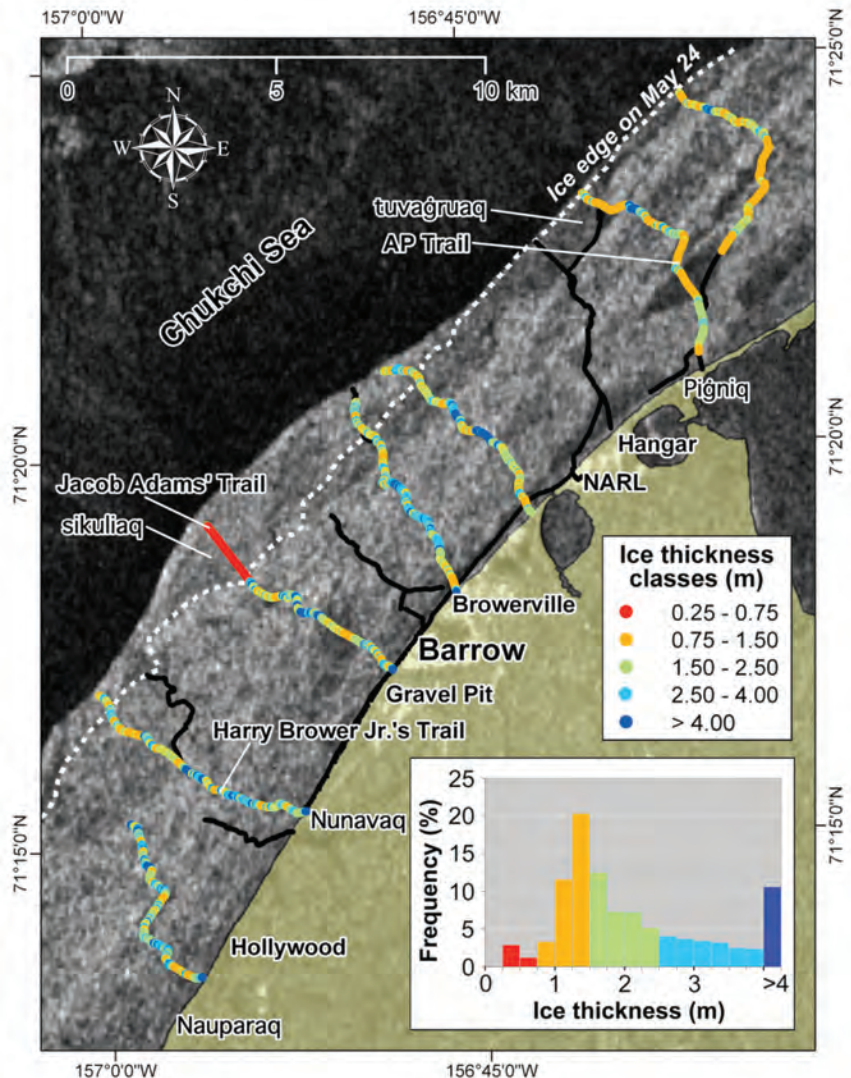 157°0'0"W
156°45'0"W
71°25'0"N
0
5
10 km
N
W
E
S
Ice edge on May 24
tuvaġruaq
AP Trail
Chukchi Sea
Piġniq
71°20'0"N
71°20'0"N
Hangar
NARL
Jacob Adams' Trail
sikuliaq
Browerville
Barrow
Gravel Pit
Harry Brower Jr.'s Trail
Nunavaq
71°15'0"N
71°15'0"N
Hollywood
Nauparaq
Ice thickness
classes (m)
0.25 - 0.75
0.75 - 1.50
1.50 - 2.50
2.50 - 4.00
> 4.00
Frequency (%)
25
20
15
10
5
0
0
1
2
3
>4
Ice thickness (m)
157°0'0"W
156°45'0"W